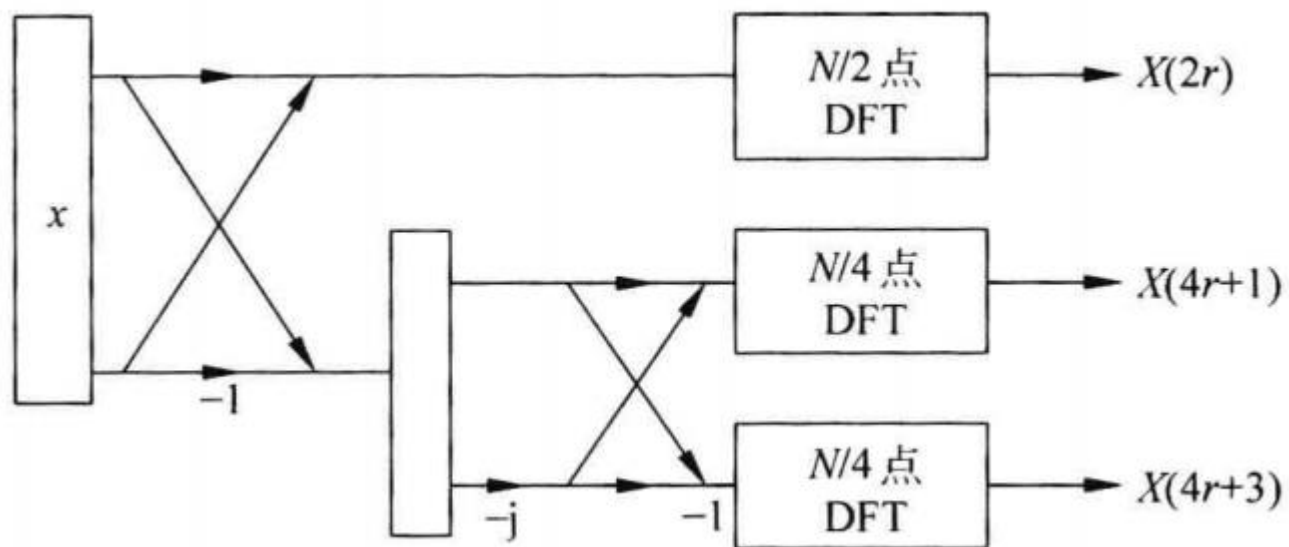 N/2 点
DFT
X(2r)
x
N/4 点
DFT
X(4r+1)
-1
N/4 点
DFT
X(4r+3)
-j
-1